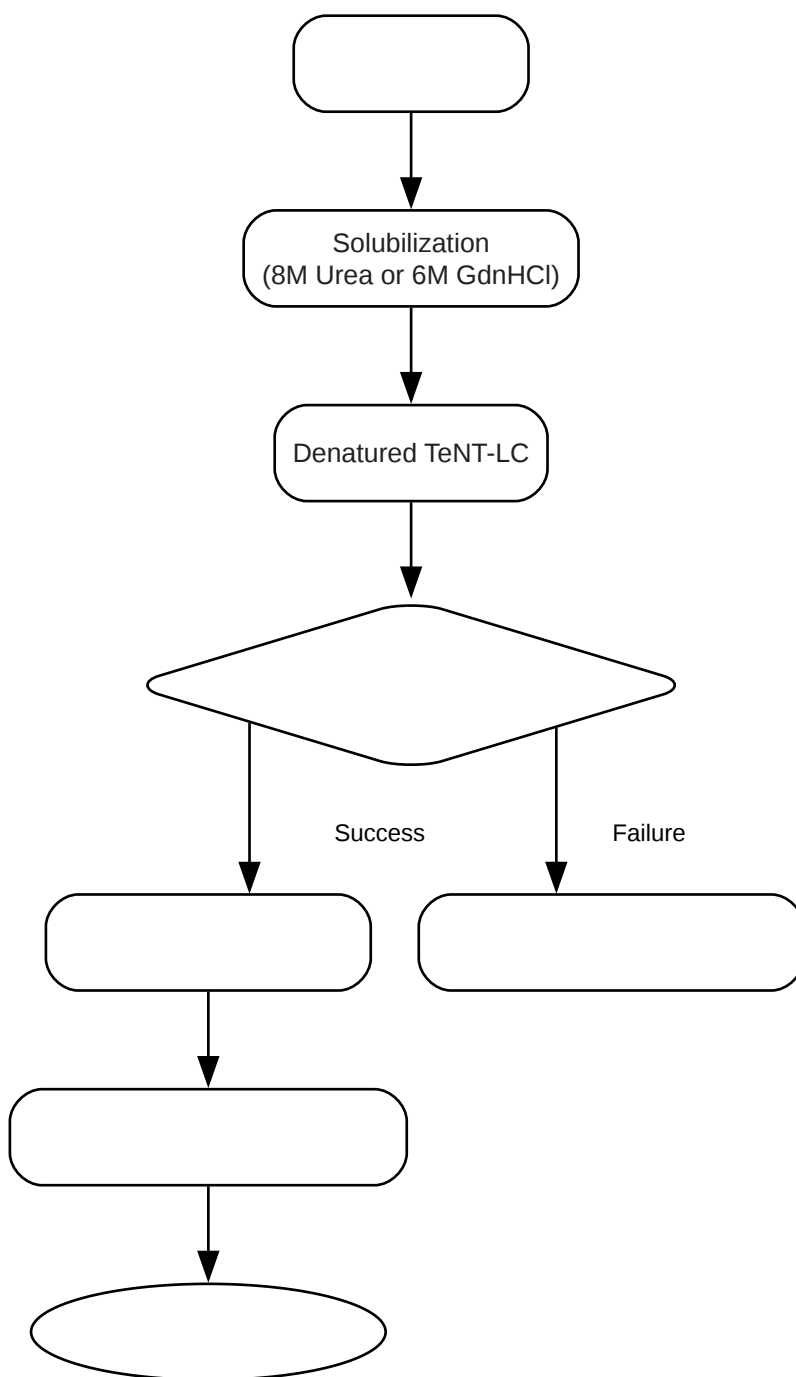 Solubilization
(8M Urea or 6M GdnHCl)
Denatured TeNT-LC
Success
Failure